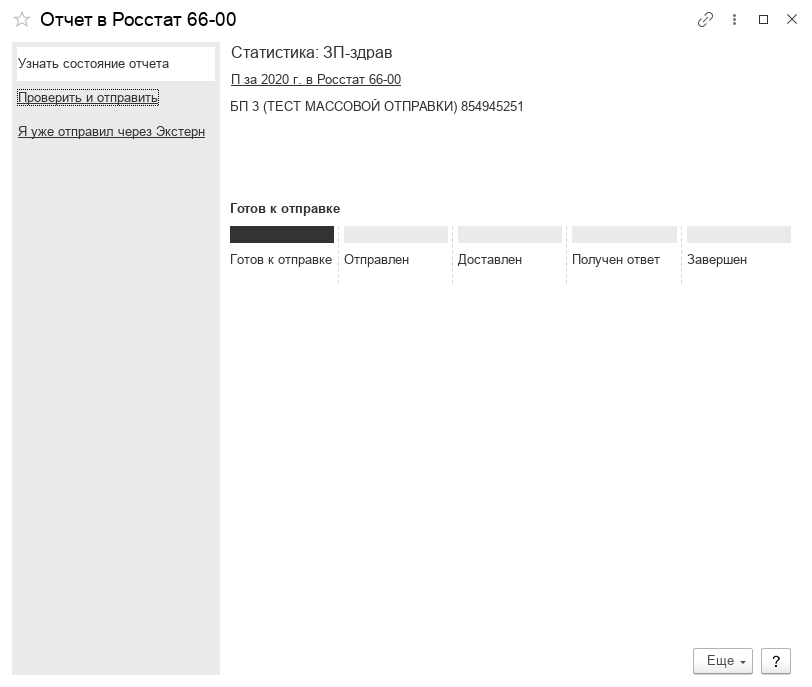 Отчет в Росстат 66-00
Узнать состояние отчета
Проверить и отправить
Я уже отправил через Экстерн
Статистика: ЗП-здрав
П за 2020 г. в Росстат 66-00
БП 3 (ТЕСТ МАССОВОЙ ОТПРАВКИ) 854945251
Готов к отправке
Готов к отправке
Отправлен
Доставлен
Получен ответ
Завершен
Еще
?